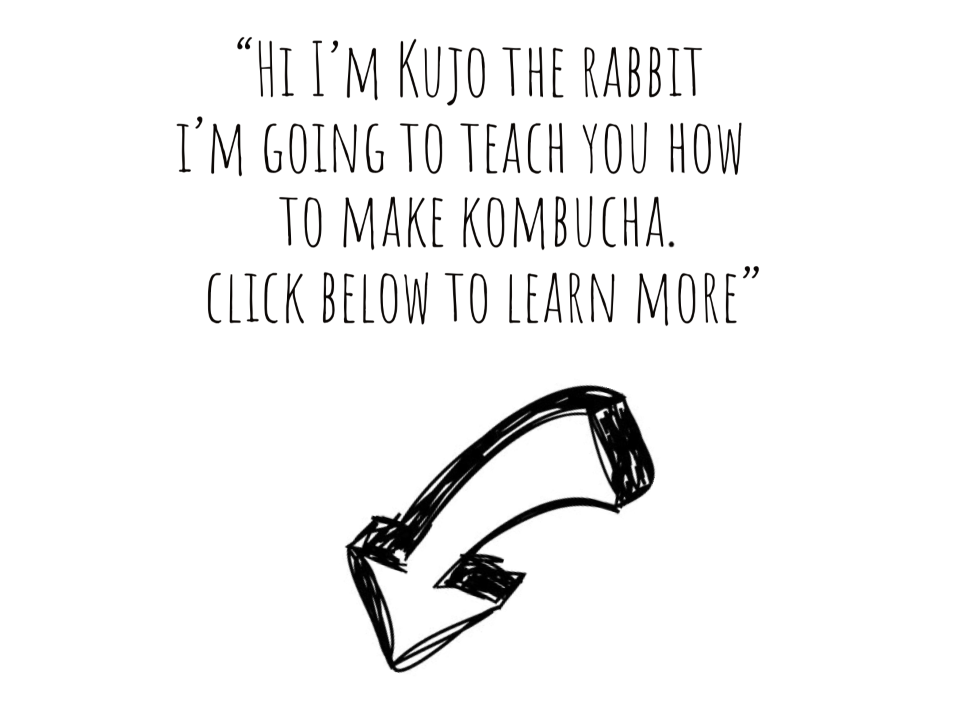 “Hi I’m Kujo the rabbit
i’m going to teach you how
to make kombucha.
click below to learn more”